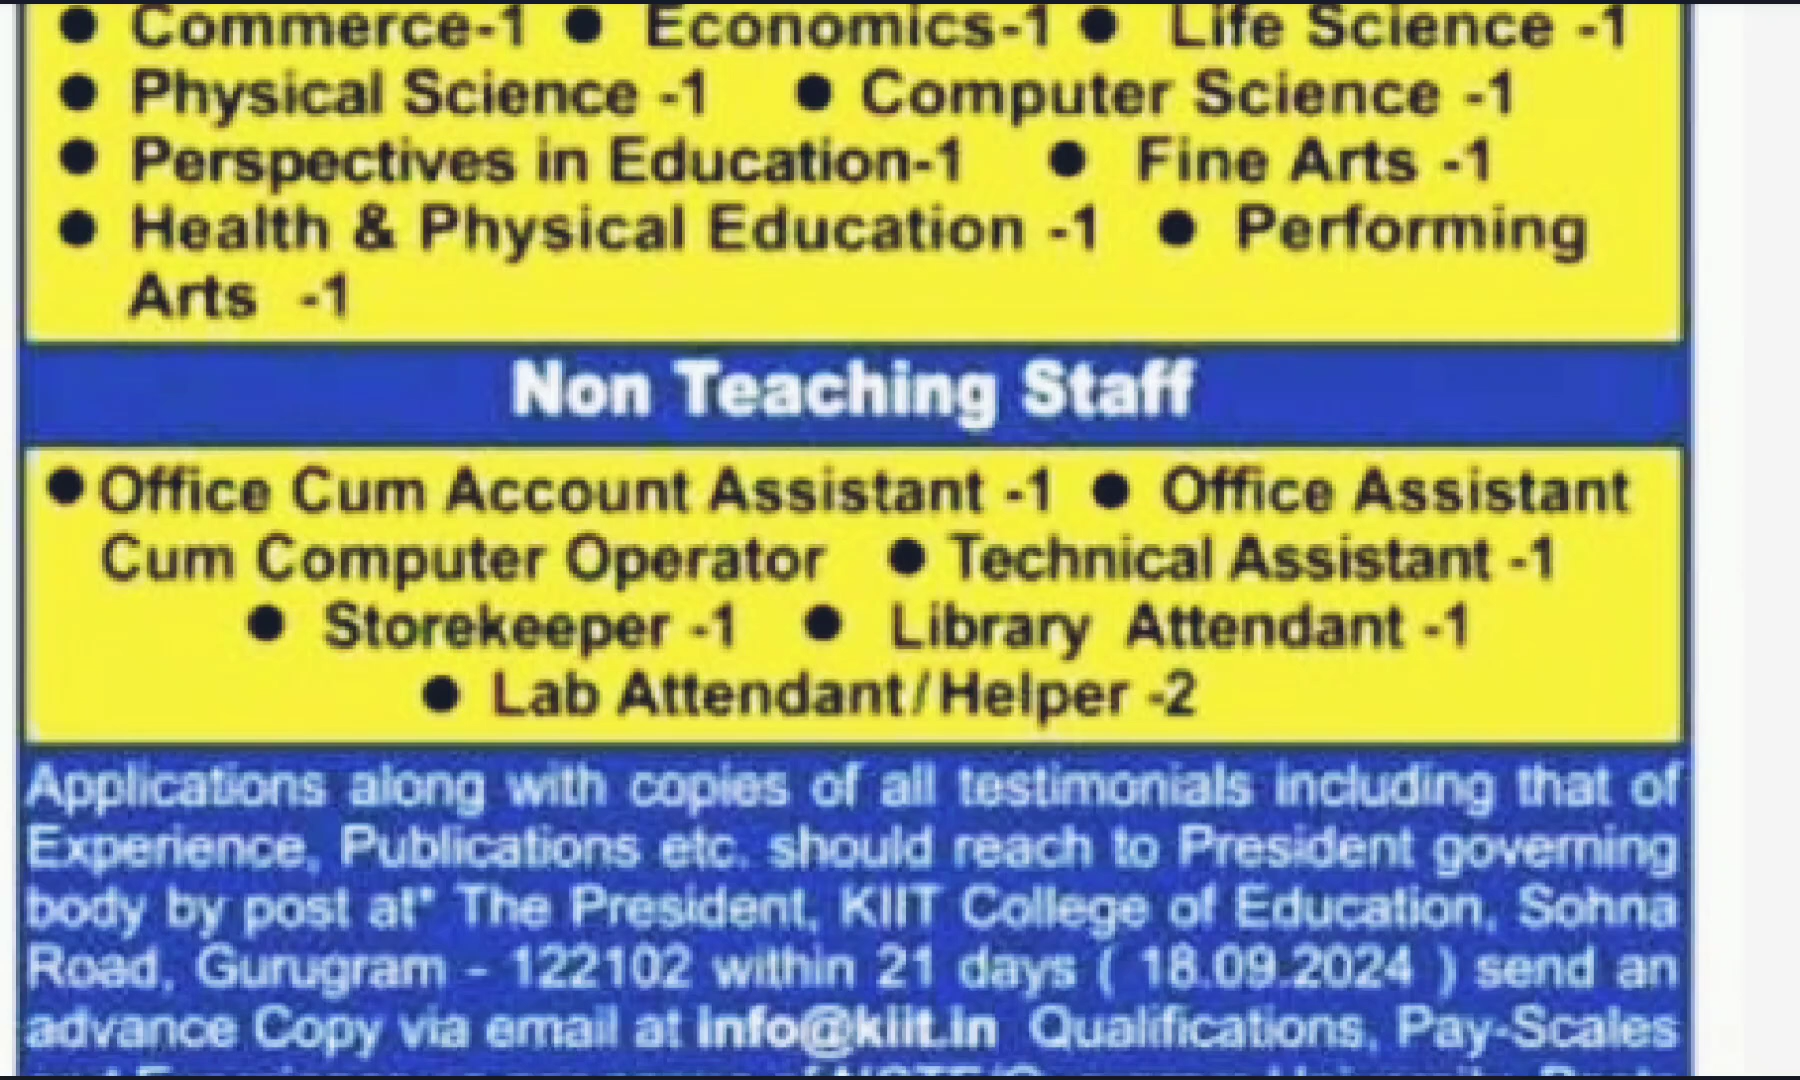 ● Commerce-1 ● Economics-1 ● Life Science -1
● Physical Science -1 ● Computer Science -1
● Perspectives in Education-1 ● Fine Arts -1
● Health & Physical Education -1 ● Performing
Arts -1
Non Teaching Staff
● Office Cum Account Assistant -1 ● Office Assistant
Cum Computer Operator ● Technical Assistant -1
● Storekeeper -1 ● Library Attendant -1
● Lab Attendant/Helper -2
Applications along with copies of all testimonials including that of
Experience, Publications etc. should reach to President governing
body by post at" The President, KIIT College of Education, Sohna
Road, Gurugram - 122102 within 21 days ( 18.09.2024 ) send an
advance Copy via email at info@kiit.in Qualifications, Pay-Scales